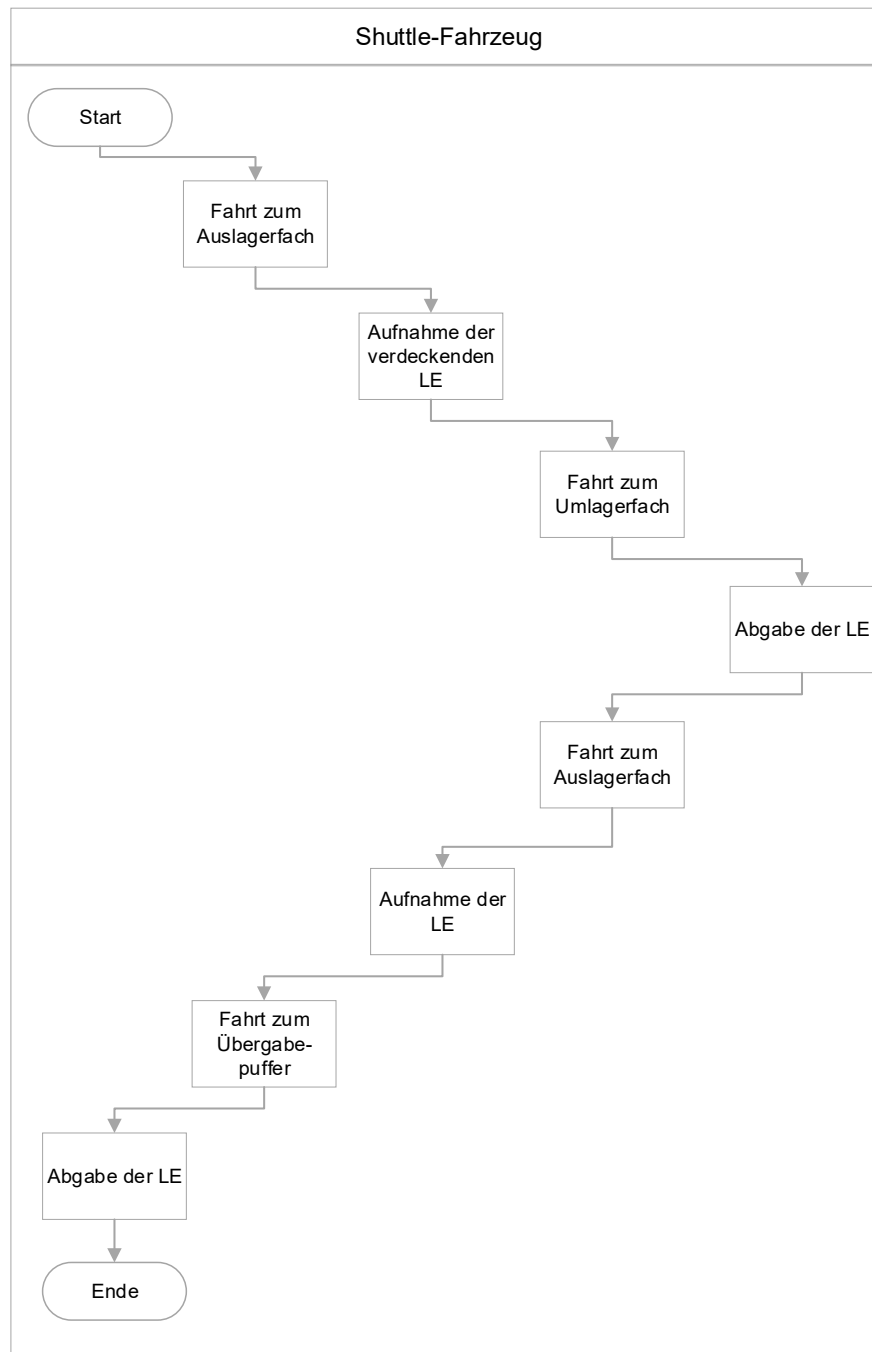 Shuttle-Fahrzeug
Start
Fahrt zum
Auslagerfach
Aufnahme der
verdeckenden
LE
Fahrt zum
Umlagerfach
Abgabe der LE
Fahrt zum
Auslagerfach
Aufnahme der
LE
Fahrt zum
Übergabe-
puffer
Abgabe der LE
Ende